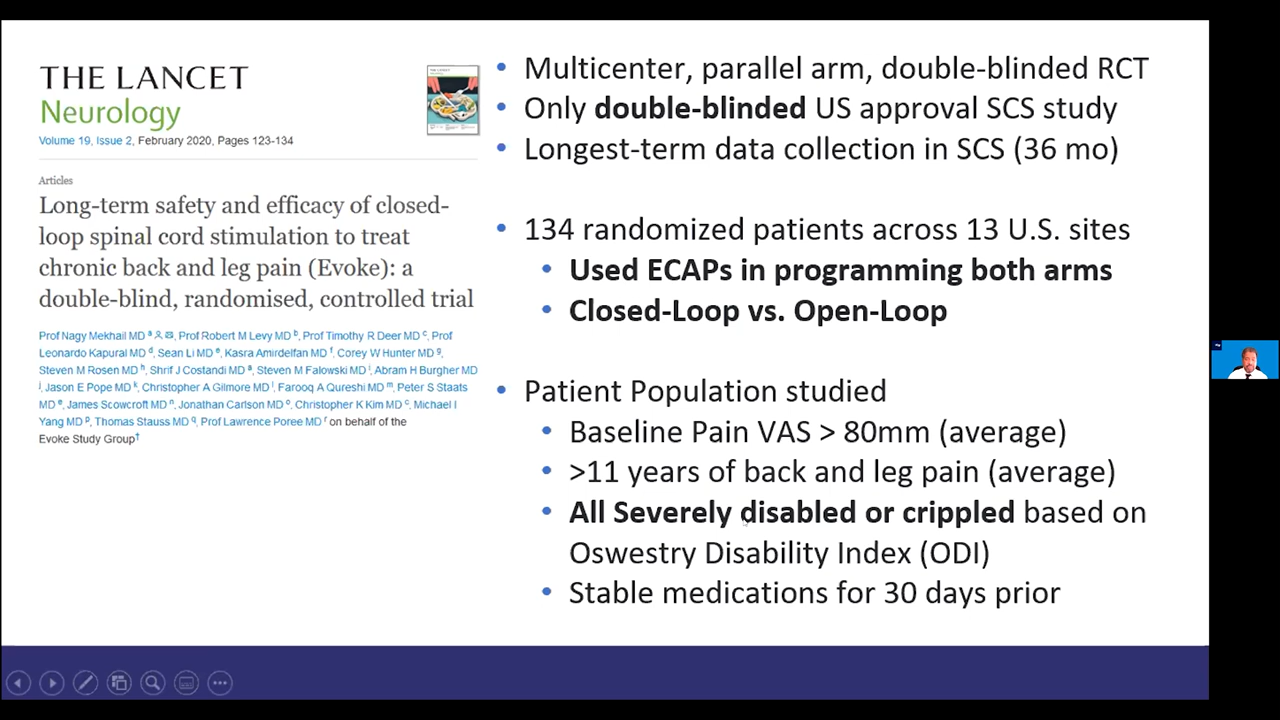 THE LANCET
Neurology
Volume 19, Issue 2, February 2020, Pages 123-134
Articles
Long-term safety and efficacy of closed-
loop spinal cord stimulation to treat
chronic back and leg pain (Evoke): a
double-blind, randomised, controlled trial
Prof Nagy Mekhail MD a, Prof Robert M Levy MD b, Prof Timothy R Deer MD c, Prof
Leonardo Kapural MD d, Sean Li MD e, Kasra Amirdelfan MD f, Corey W Hunter MD g,
Steven M Rosen MD h, Shrif J Costandi MD a, Steven M Falowski MD i, Abram H Burgher MD
j, Jason E Pope MD k, Christopher A Gilmore MD l, Farooq A Qureshi MD m, Peter S Staats
MD e, James Scowcroft MD n, Jonathan Carlson MD o, Christopher K Kim MD c, Michael I
Yang MD p, Thomas Stauss MD q, Prof Lawrence Poree MD r on behalf of the
Evoke Study Group†
• Multicenter, parallel arm, double-blinded RCT
• Only double-blinded US approval SCS study
• Longest-term data collection in SCS (36 mo)
• 134 randomized patients across 13 U.S. sites
• Used ECAPs in programming both arms
• Closed-Loop vs. Open-Loop
• Patient Population studied
• Baseline Pain VAS > 80mm (average)
• >11 years of back and leg pain (average)
• All Severely disabled or crippled based on
Oswestry Disability Index (ODI)
• Stable medications for 30 days prior